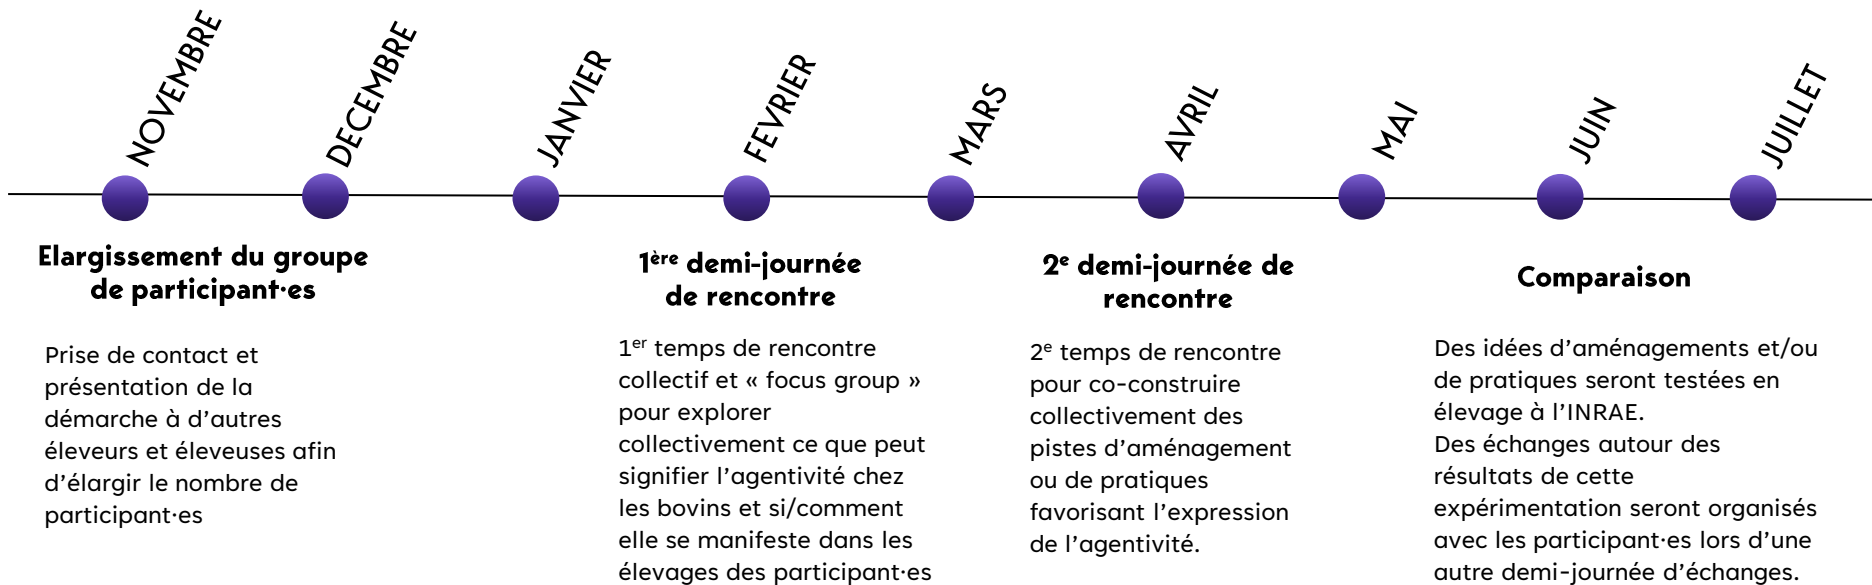 NOVEMBRE
DECEMBRE
JANVIER
FEVRIER
MARS
AVRIL
MAI
JUIN
JUILLET
Elargissement du groupe
de participant·es
Prise de contact et
présentation de la
démarche à d’autres
éleveurs et éleveuses afin
d’élargir le nombre de
participant·es
1ère demi-journée
de rencontre
1er temps de rencontre
collectif et « focus group »
pour explorer
collectivement ce que peut
signifier l’agentivité chez
les bovins et si/comment
elle se manifeste dans les
élevages des participant·es
2e demi-journée de
rencontre
2e temps de rencontre
pour co-construire
collectivement des
pistes d’aménagement
ou de pratiques
favorisant l’expression
de l’agentivité.
Comparaison
Des idées d’aménagements et/ou
de pratiques seront testées en
élevage à l’INRAE.
Des échanges autour des
résultats de cette
expérimentation seront organisés
avec les participant·es lors d’une
autre demi-journée d’échanges.